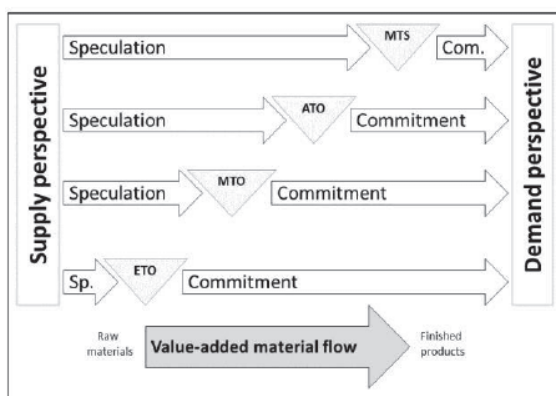 Supply perspective
Speculation
MTS
Com.
Speculation
ATO
Commitment
Speculation
MTO
Commitment
Sp.
ETO
Commitment
Demand perspective
Raw
materials
Value-added material flow
Finished
products